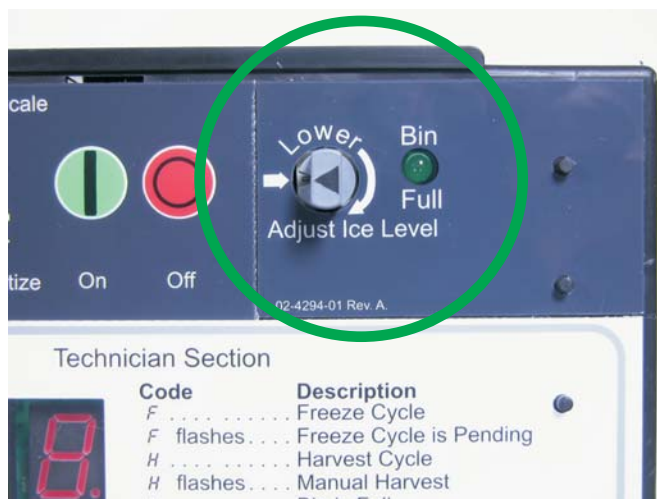 cale
Lower
Bin
Full
Adjust Ice Level
tize
On
Off
02-4294-01 Rev. A.
Technician Section
Code Description
F . . . . . . . . . . . Freeze Cycle
F flashes . . . . Freeze Cycle is Pending
H . . . . . . . . . . . Harvest Cycle
H flashes . . . . Manual Harvest
8.